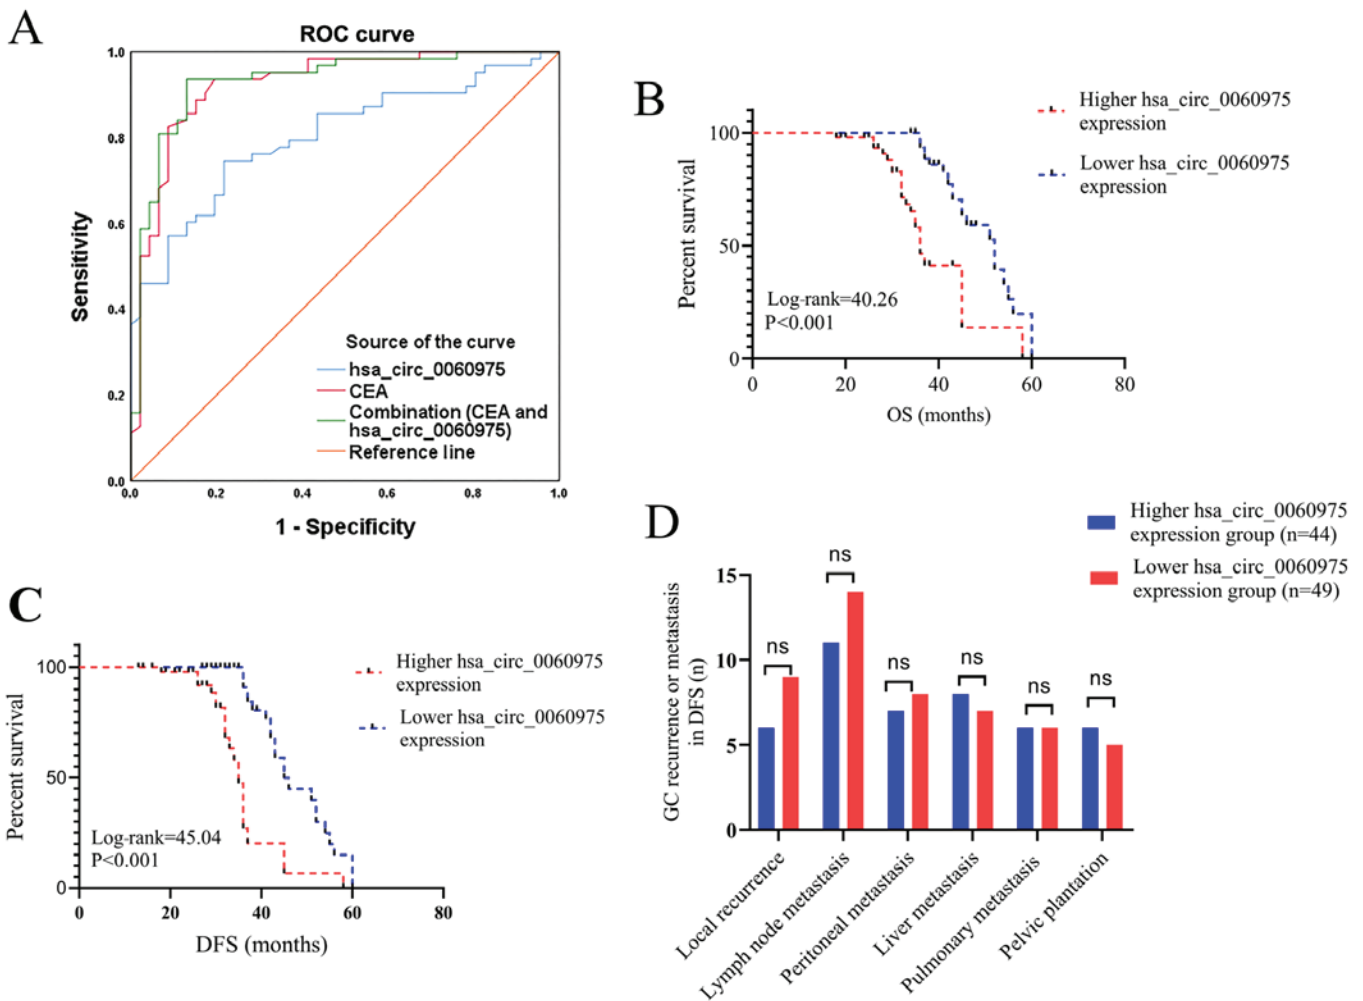 A
ROC curve
1.0
0.8
0.6
0.4
0.2
0.0
Sensitivity
0.0 0.2 0.4 0.6 0.8 1.0
1 - Specificity
Source of the curve
hsa_circ_0060975
CEA
Combination (CEA and
hsa_circ_0060975)
Reference line
B
Percent survival
100
50
0
0 20 40 60 80
OS (months)
Log-rank=40.26
P<0.001
Higher hsa_circ_0060975
expression
Lower hsa_circ_0060975
expression
C
Percent survival
100
50
0
0 20 40 60 80
DFS (months)
Log-rank=45.04
P<0.001
Higher hsa_circ_0060975
expression
Lower hsa_circ_0060975
expression
D
GC recurrence or metastasis
in DFS (n)
15
10
5
0
ns
ns
ns
ns
ns
ns
Local recurrence
Lymph node metastasis
Peritoneal metastasis
Liver metastasis
Pulmonary metastasis
Pelvic plantation
Higher hsa_circ_0060975
expression group (n=44)
Lower hsa_circ_0060975
expression group (n=49)